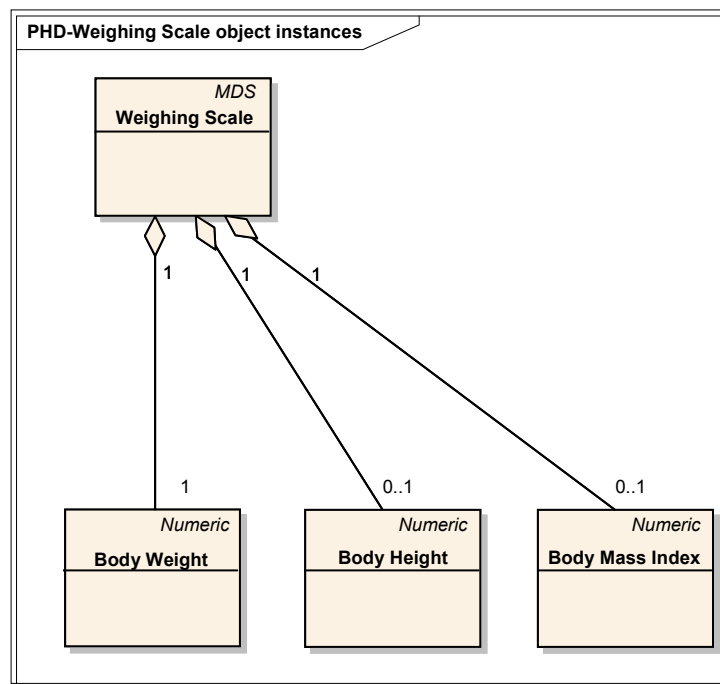 PHD-Weighing Scale object instances
MDS
Weighing Scale
1
1
1
1
0..1
0..1
Numeric
Body Weight
Numeric
Body Height
Numeric
Body Mass Index